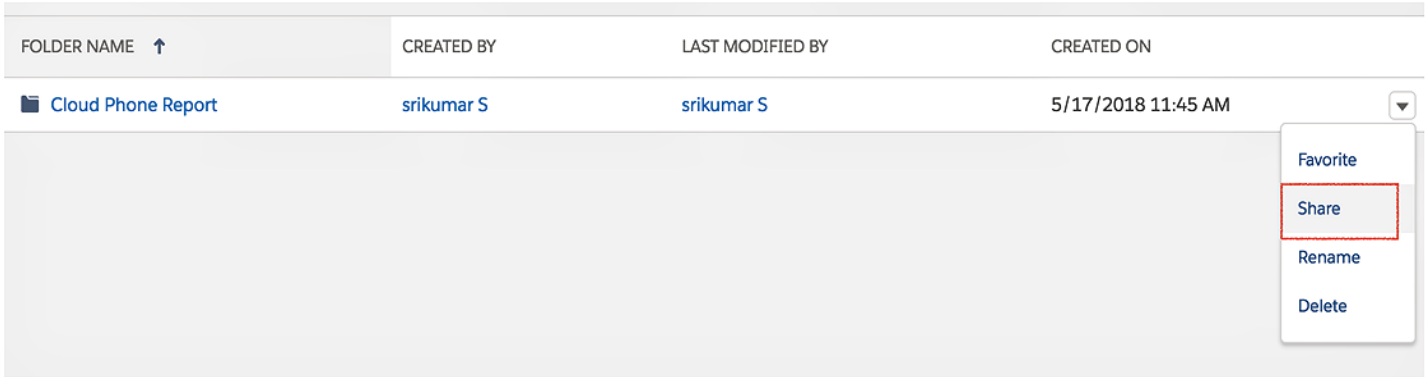 FOLDER NAME ↑ CREATED BY LAST MODIFIED BY CREATED ON
Cloud Phone Report srikumar S srikumar S 5/17/2018 11:45 AM
Favorite
Share
Rename
Delete